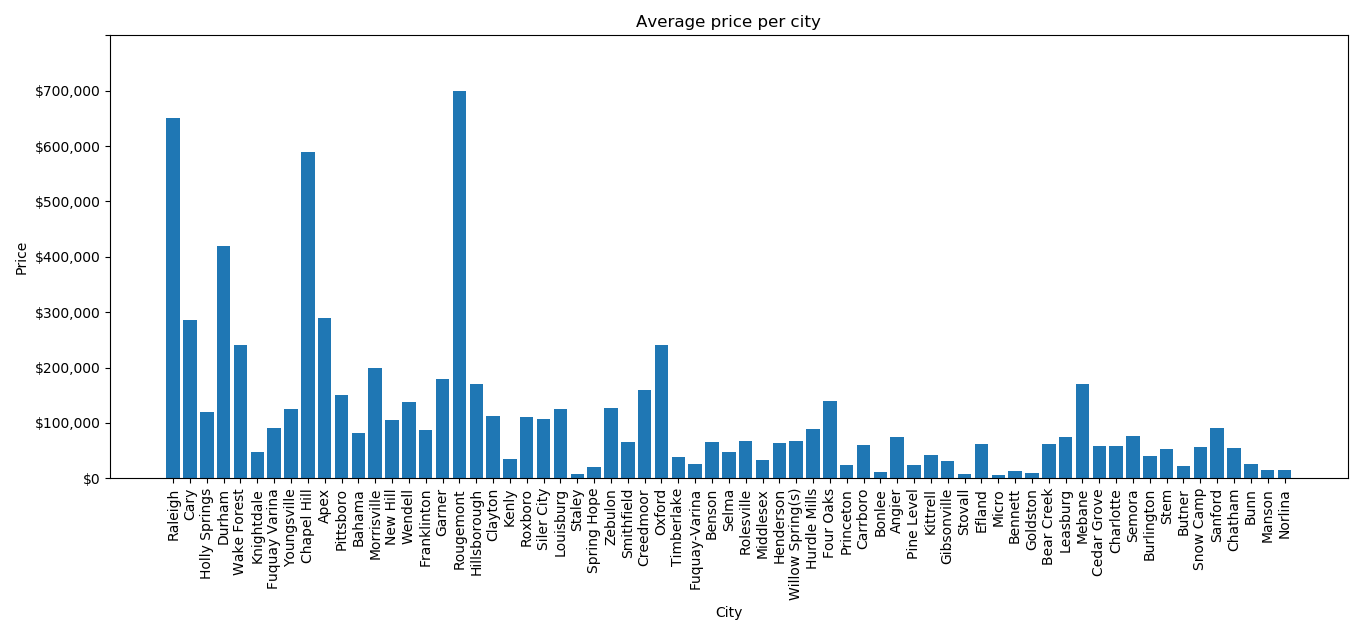 Average price per city
Price
$700,000
$600,000
$500,000
$400,000
$300,000
$200,000
$100,000
$0
Raleigh
Cary
Holly Springs
Durham
Wake Forest
Knightdale
Fuquay Varina
Youngsville
Chapel Hill
Apex
Pittsboro
Bahama
Morrisville
New Hill
Wendell
Franklinton
Garner
Rougemont
Hillsborough
Clayton
Kenly
Roxboro
Siler City
Louisburg
Staley
Spring Hope
Zebulon
Smithfield
Creedmoor
Oxford
Timberlake
Fuquay-Varina
Benson
Selma
Rolesville
Middlesex
Henderson
Willow Spring(s)
Hurdle Mills
Four Oaks
Princeton
Carrboro
Bonlee
Angier
Pine Level
Kittrell
Gibsonville
Stovall
Efland
Micro
Bennett
Goldston
Bear Creek
Leasburg
Mebane
Cedar Grove
Charlotte
Semora
Burlington
Stem
Butner
Snow Camp
Sanford
Chatham
Bunn
Manson
Norlina
City